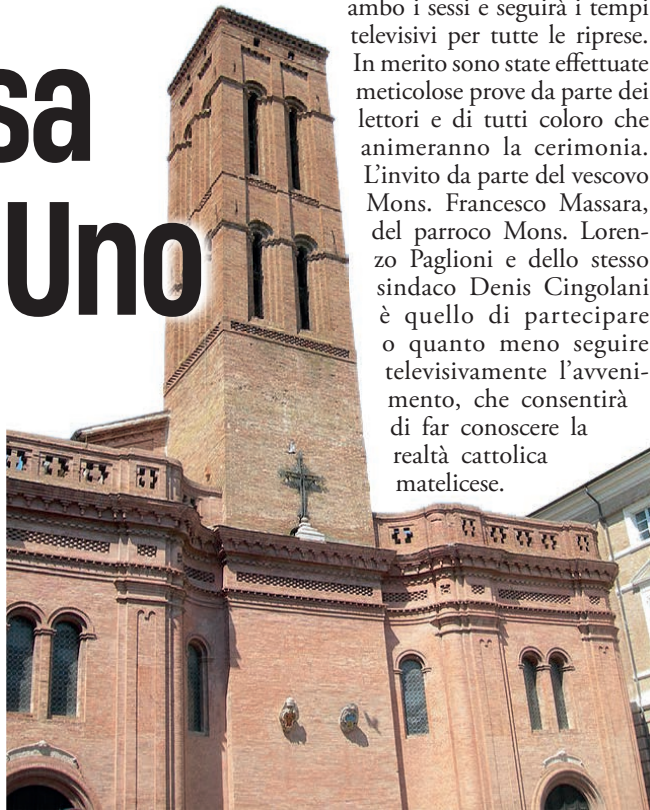 sa
Uno
ambo i sessi e seguirà i tempi
televisivi per tutte le riprese.
In merito sono state effettuate
meticolose prove da parte dei
lettori e di tutti coloro che
animeranno la cerimonia.
L'invito da parte del vescovo
Mons. Francesco Massara,
del parroco Mons. Loren-
zo Paglioni e dello stesso
sindaco Denis Cingolani
è quello di partecipare
o quanto meno seguire
televisivamente l'avveni-
mento, che consentirà
di far conoscere la
realtà cattolica
matelicese.